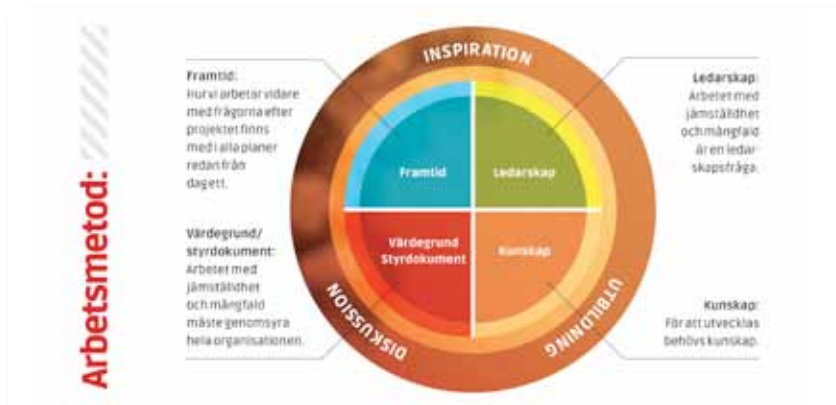 Arbetsmetod:
Framtid:
Hur vi arbetar vidare
med frågorna efter
projektet finns
med i alla planer
redan från
dag ett.
Värdegrund/
styrdokument:
Arbetet med
jämställdhet
och mångfald
måste genomsyra
hela organisationen.
INSPIRATION
Framtid
Ledarskap
Värdegrund
Styrdokument
Kunskap
DISKUSSION
UTBILDNING
Ledarskap:
Arbetet med
jämställdhet
och mångfald
är en ledar-
skapsfråga.
Kunskap:
För att utvecklas
behövs kunskap.